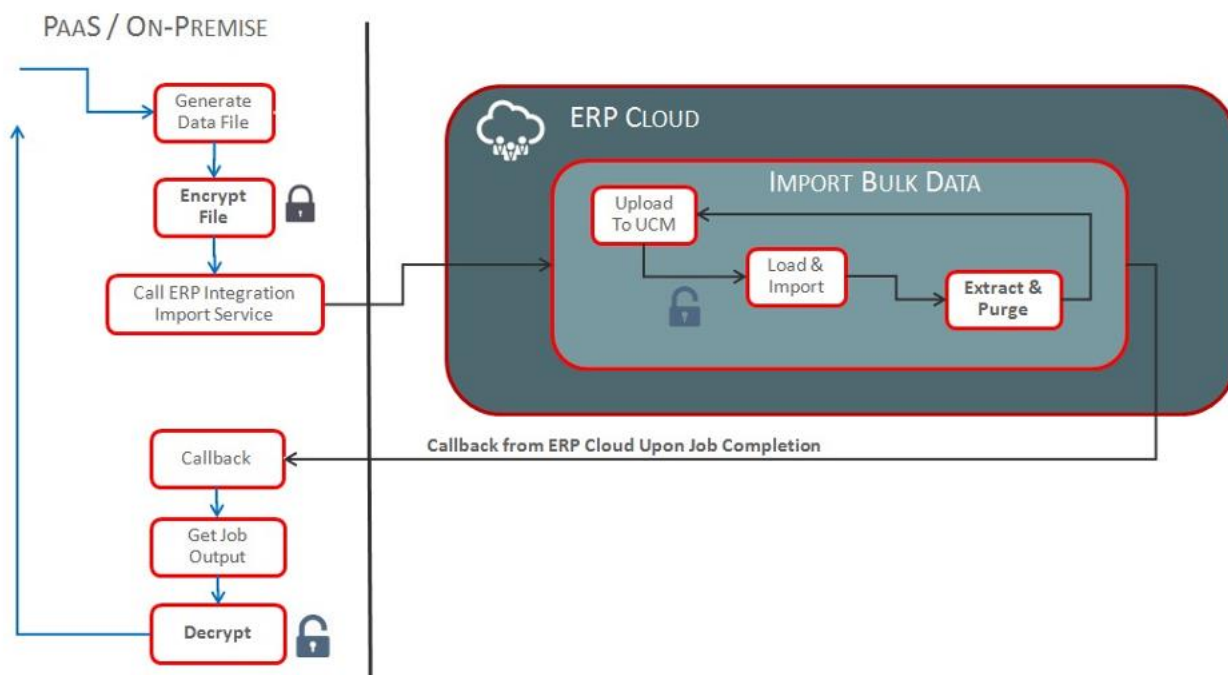 PAAS / ON-PREMISE
Generate
Data File
Encrypt
File
Call ERP Integration
Import Service
ERP CLOUD
IMPORT BULK DATA
Upload
To UCM
Load &
Import
Extract &
Purge
Callback from ERP Cloud Upon Job Completion
Callback
Get Job
Output
Decrypt